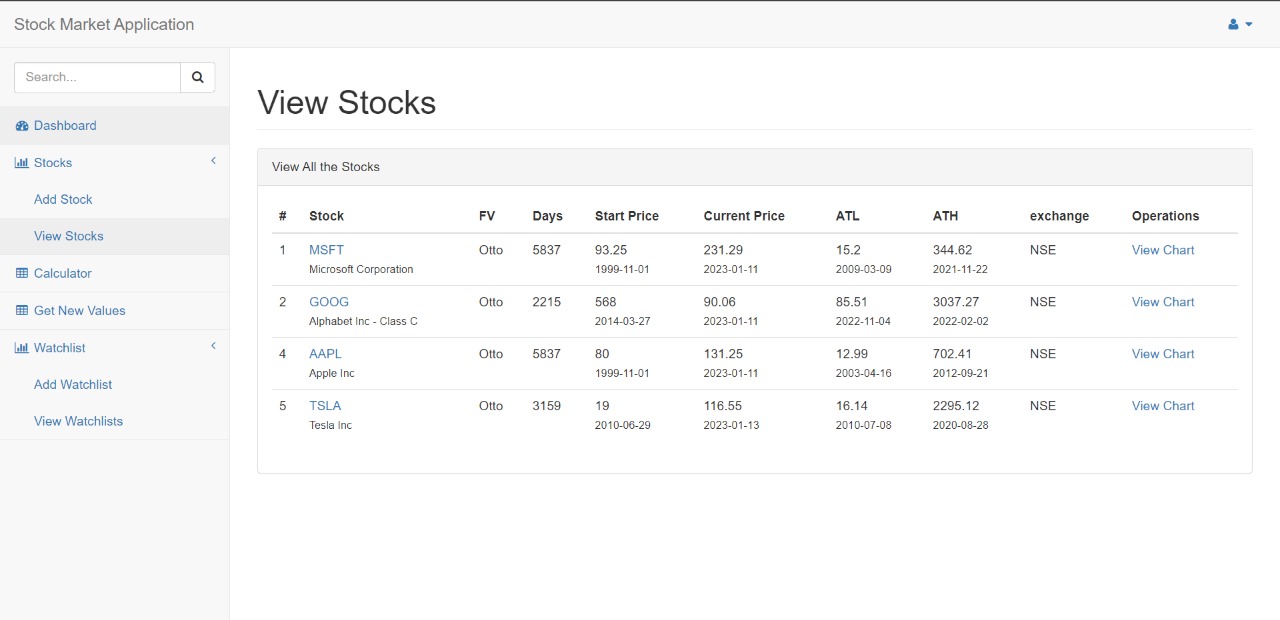 Stock Market Application
Search...
Dashboard
Stocks
Add Stock
View Stocks
Calculator
Get New Values
Watchlist
Add Watchlist
View Watchlists
View Stocks
View All the Stocks
# Stock FV Days Start Price Current Price ATL ATH exchange Operations
1 MSFT Otto 5837 93.25 231.29 15.2 344.62 NSE View Chart
Microsoft Corporation 1999-11-01 2023-01-11 2009-03-09 2021-11-22
2 GOOG Otto 2215 568 90.06 85.51 3037.27 NSE View Chart
Alphabet Inc - Class C 2014-03-27 2023-01-11 2022-11-04 2022-02-02
4 AAPL Otto 5837 80 131.25 12.99 702.41 NSE View Chart
Apple Inc 1999-11-01 2023-01-11 2003-04-16 2012-09-21
5 TSLA Otto 3159 19 116.55 16.14 2295.12 NSE View Chart
Tesla Inc 2010-06-29 2023-01-13 2010-07-08 2020-08-28